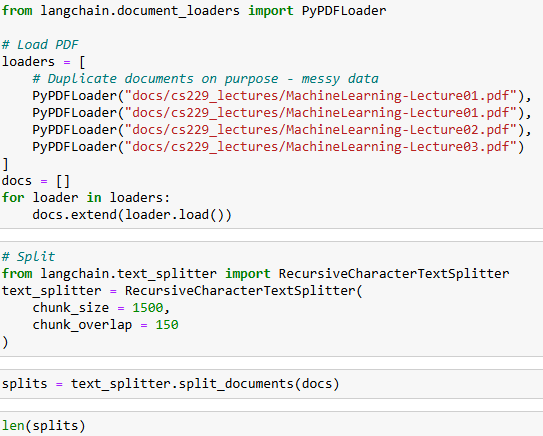 from langchain.document_loaders import PyPDFLoader
# Load PDF
loaders = [
    # Duplicate documents on purpose - messy data
    PyPDFLoader("docs/cs229_lectures/MachineLearning-Lecture01.pdf"),
    PyPDFLoader("docs/cs229_lectures/MachineLearning-Lecture01.pdf"),
    PyPDFLoader("docs/cs229_lectures/MachineLearning-Lecture02.pdf"),
    PyPDFLoader("docs/cs229_lectures/MachineLearning-Lecture03.pdf")
]
docs = []
for loader in loaders:
    docs.extend(loader.load())
# Split
from langchain.text_splitter import RecursiveCharacterTextSplitter
text_splitter = RecursiveCharacterTextSplitter(
    chunk_size = 1500,
    chunk_overlap = 150
)
splits = text_splitter.split_documents(docs)
len(splits)